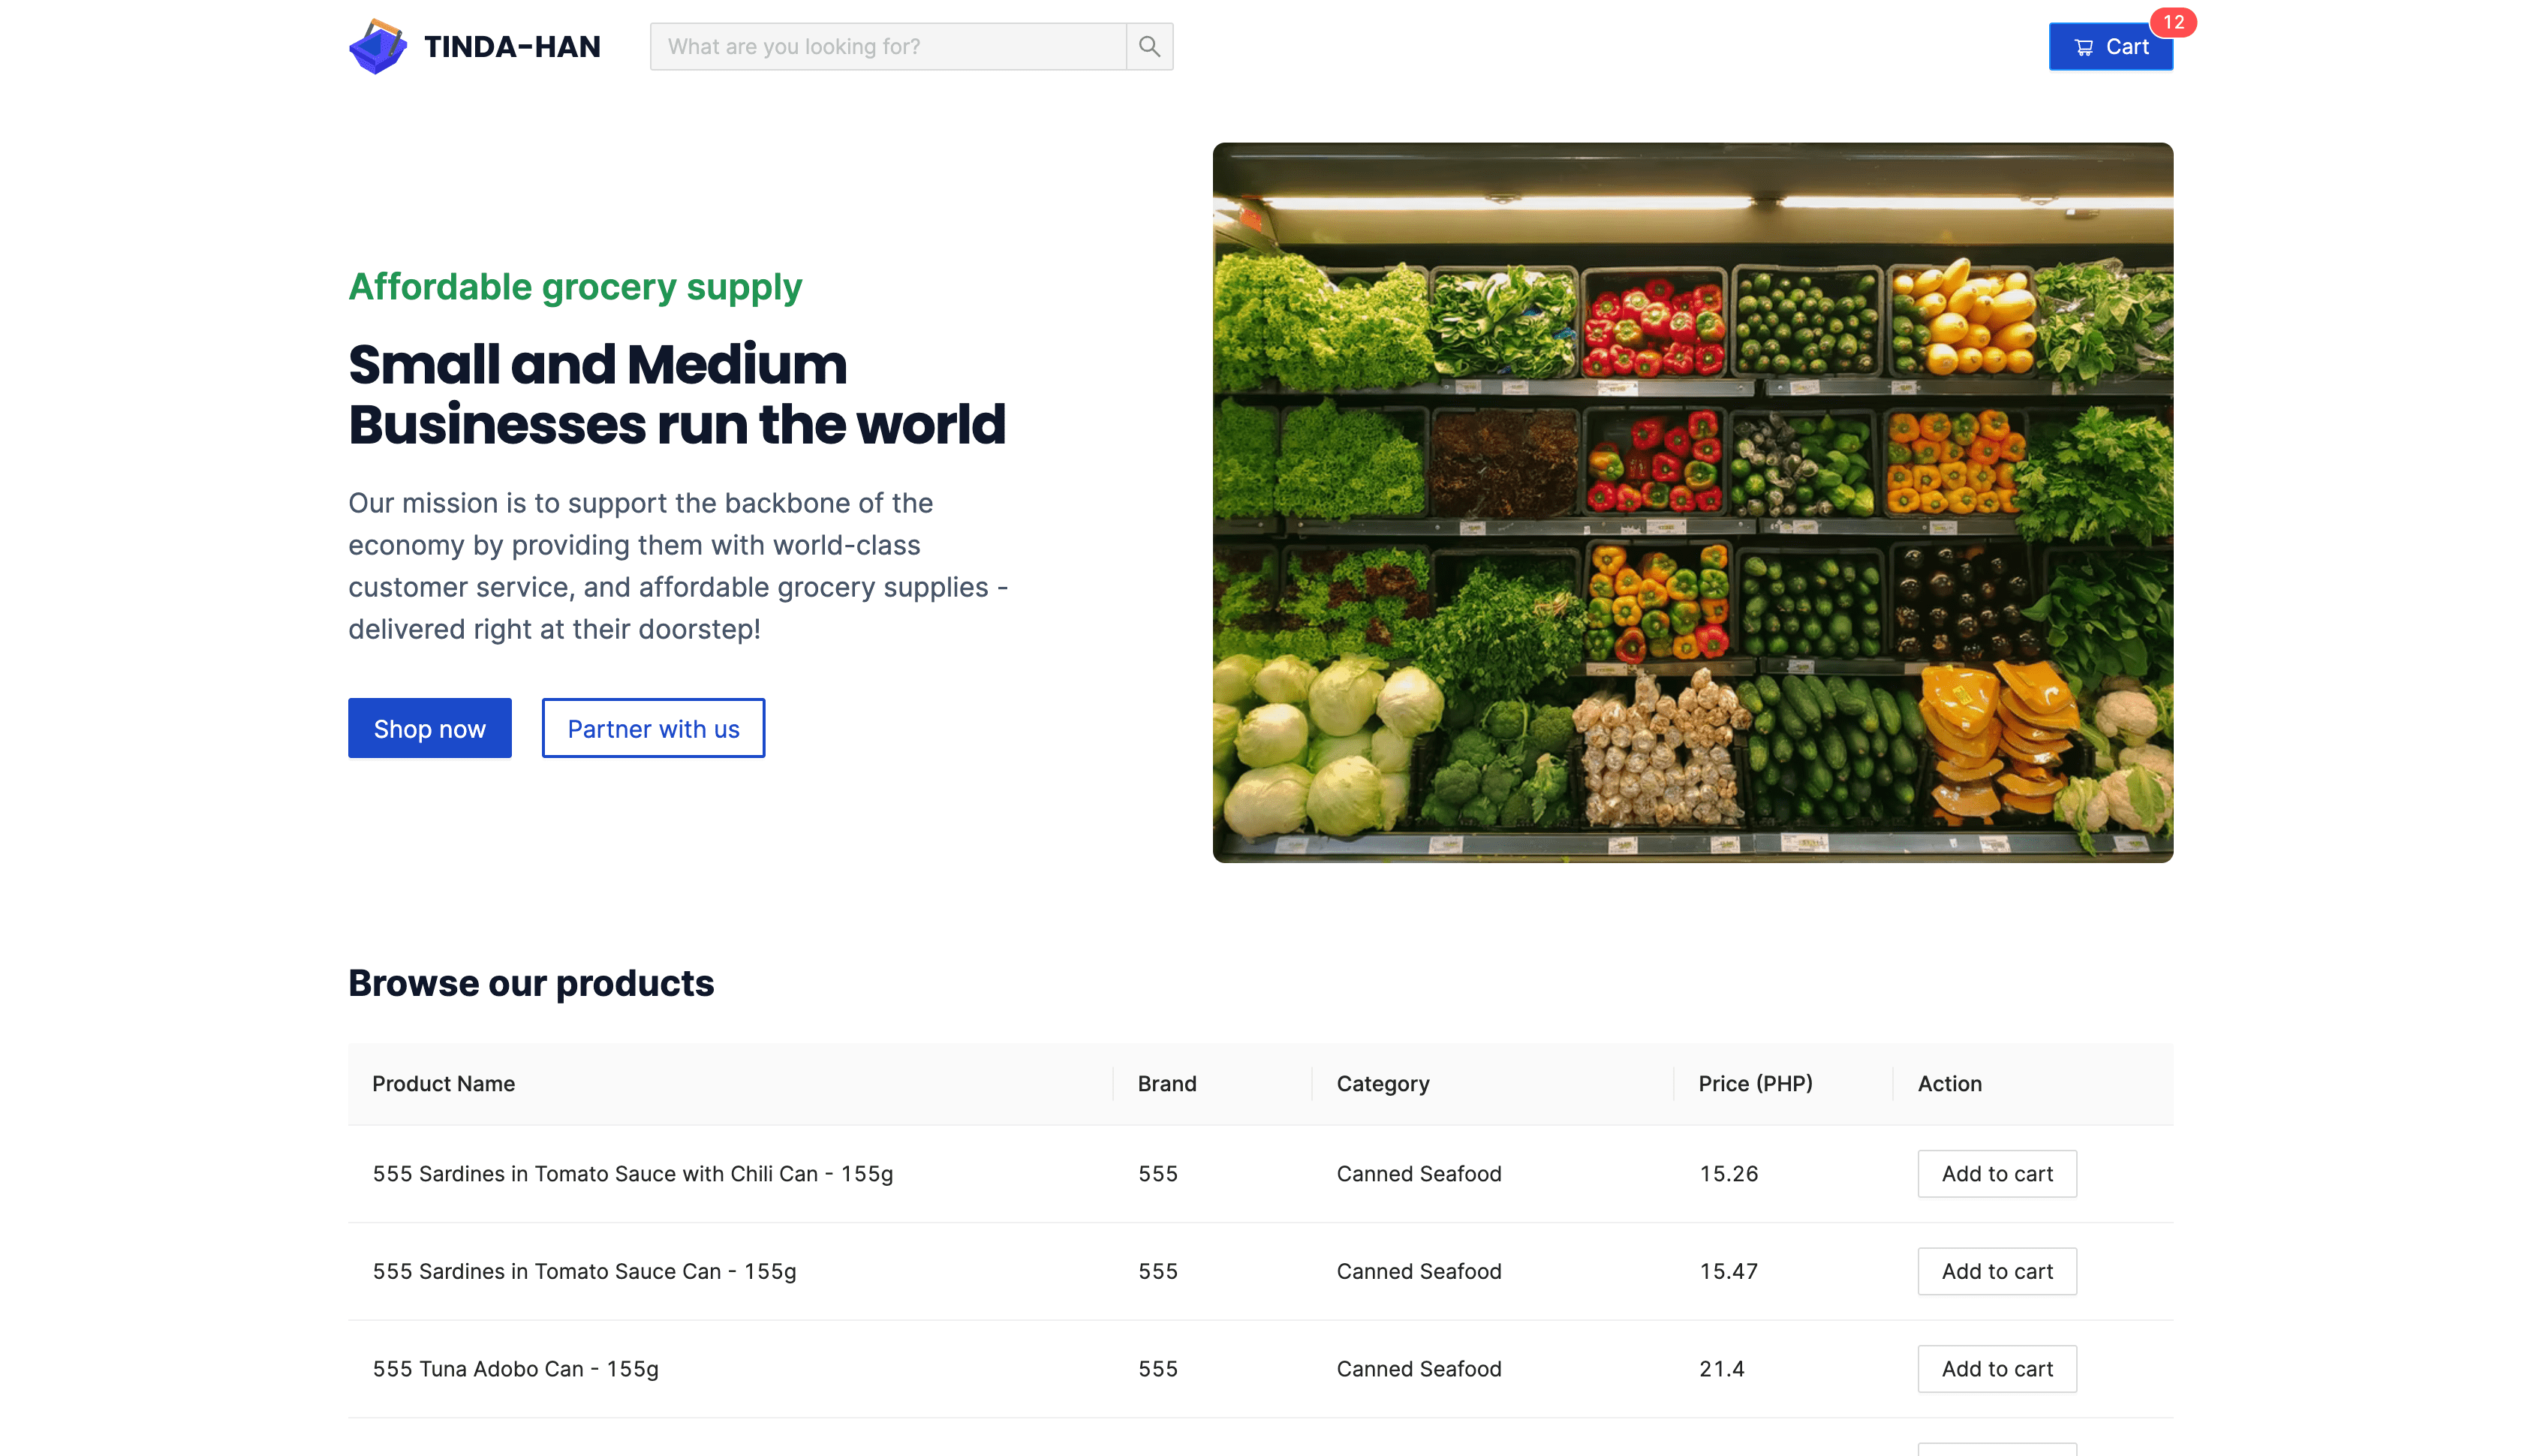 TINDA-HAN
What are you looking for?
Cart
12
Affordable grocery supply
Small and Medium
Businesses run the world
Our mission is to support the backbone of the
economy by providing them with world-class
customer service, and affordable grocery supplies -
delivered right at their doorstep!
Shop now
Partner with us
Browse our products
Product Name Brand Category Price (PHP) Action
555 Sardines in Tomato Sauce with Chili Can - 155g 555 Canned Seafood 15.26 Add to cart
555 Sardines in Tomato Sauce Can - 155g 555 Canned Seafood 15.47 Add to cart
555 Tuna Adobo Can - 155g 555 Canned Seafood 21.4 Add to cart